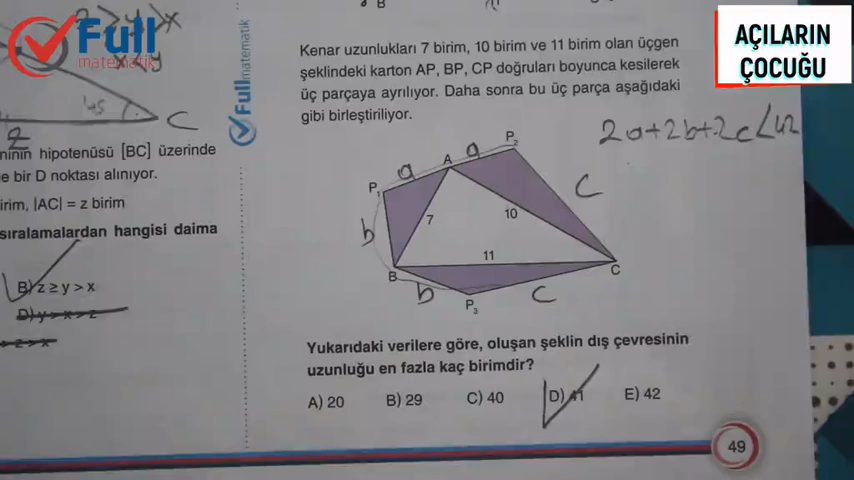 Full
matematik
Z > y > x
x < y
45
C
Z
Fullmatematik
AÇILARIN
ÇOCUĞU
nin hipotenüsü [BC] üzerinde
e bir D noktası alınıyor.
irim, |AC| = z birim
sıralamalardan hangisi daima
B) z ≥ y > x
D) y > x > z
z > x
B
Kenar uzunlukları 7 birim, 10 birim ve 11 birim olan üçgen
şeklindeki karton AP, BP, CP doğruları boyunca kesilerek
üç parçaya ayrılıyor. Daha sonra bu üç parça aşağıdaki
gibi birleştiriliyor.
2a+2b+2c<42
P₂
a A a
P₁
C
7
10
b
11
B
C
b
C
P₃
Yukarıdaki verilere göre, oluşan şeklin dış çevresinin
uzunluğu en fazla kaç birimdir?
A) 20 B) 29 C) 40 D) 41 E) 42
49